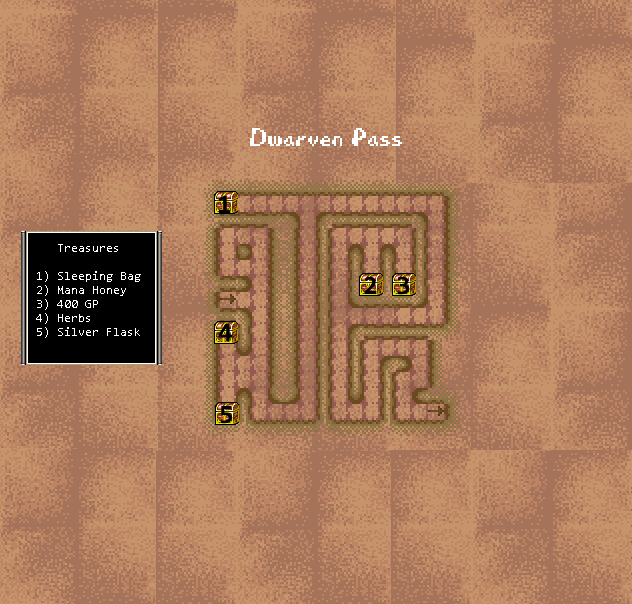 Dwarven Pass
1
Treasures
1) Sleeping Bag
2) Mana Honey
3) 400 GP
4) Herbs
5) Silver Flask
2 3
4
5